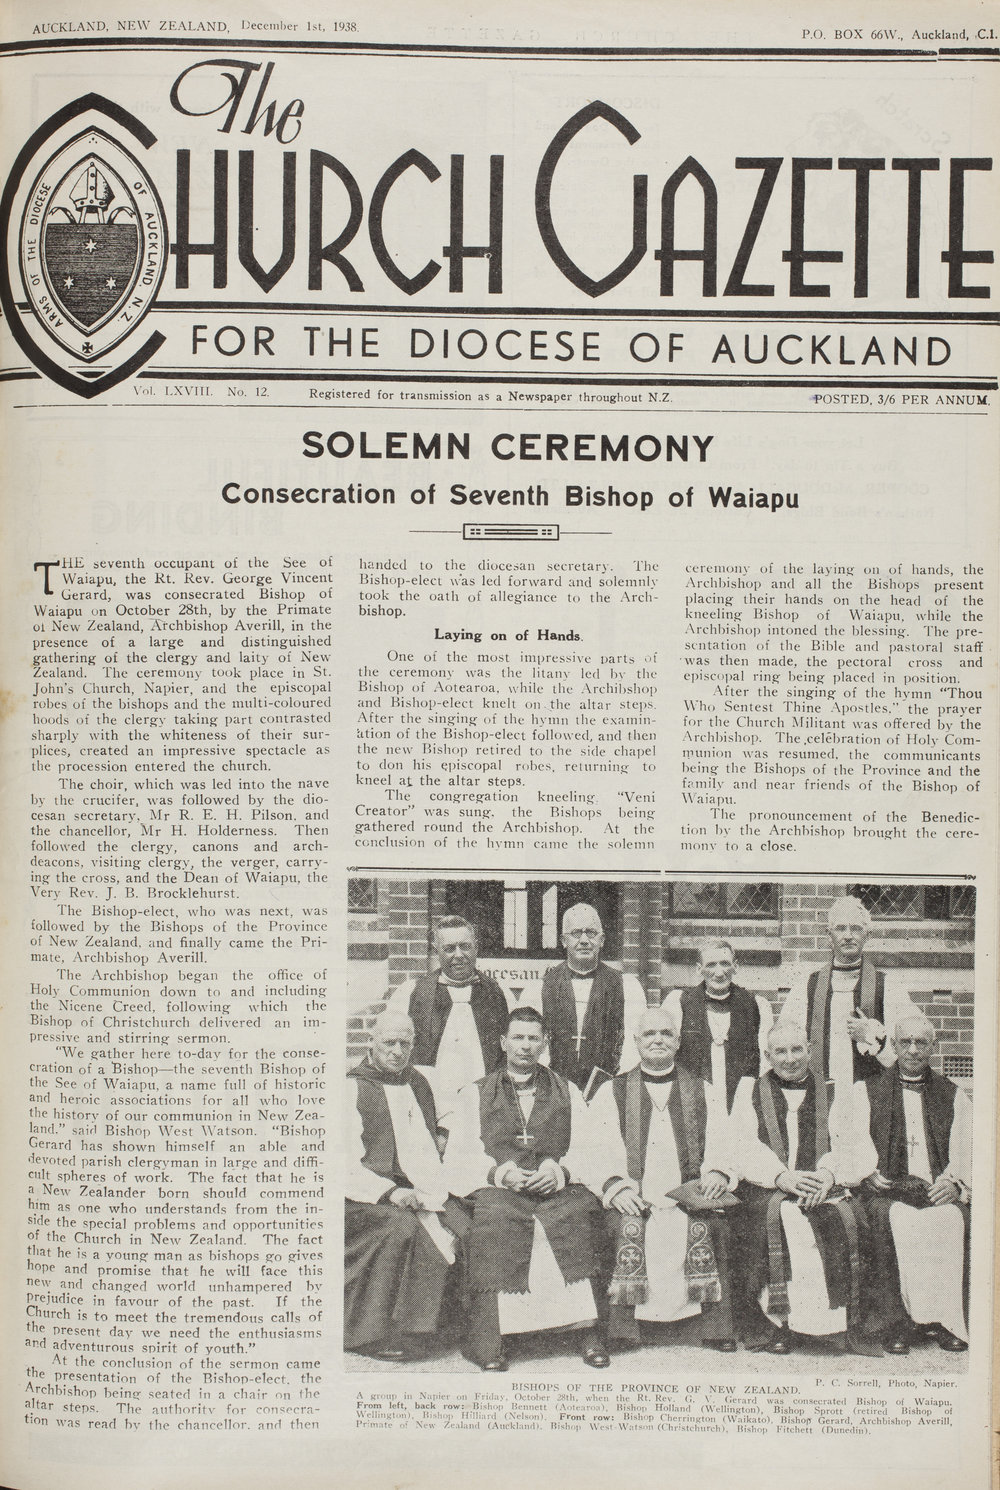 AUCKLAND, NEW ZEALAND, December 1st, 1938.
P.O. BOX 66W., Auckland, C.1.
The
CHURCH GAZETTE
ARMS OF THE DIOCESE OF AUCKLAND N.Z.
FOR THE DIOCESE OF AUCKLAND
Vol. LXVIII. No. 12.
Registered for transmission as a Newspaper throughout N.Z.
POSTED, 3/6 PER ANNUM.
SOLEMN CEREMONY
Consecration of Seventh Bishop of Waiapu
THE seventh occupant of the See of
Waiapu, the Rt. Rev. George Vincent
Gerard, was consecrated Bishop of
Waiapu on October 28th, by the Primate
of New Zealand, Archbishop Averill, in the
presence of a large and distinguished
gathering of the clergy and laity of New
Zealand. The ceremony took place in St.
John's Church, Napier, and the episcopal
robes of the bishops and the multi-coloured
hoods of the clergy taking part contrasted
sharply with the whiteness of their sur-
plices, created an impressive spectacle as
the procession entered the church.
The choir, which was led into the nave
by the crucifer, was followed by the dio-
cesan secretary, Mr R. E. H. Pilson, and
the chancellor, Mr H. Holderness. Then
followed the clergy, canons and arch-
deacons, visiting clergy, the verger, carry-
ing the cross, and the Dean of Waiapu, the
Very Rev. J. B. Brocklehurst.
The Bishop-elect, who was next, was
followed by the Bishops of the Province
of New Zealand, and finally came the Pri-
mate, Archbishop Averill.
The Archbishop began the office of
Holy Communion down to and including
the Nicene Creed, following which the
Bishop of Christchurch delivered an im-
pressive and stirring sermon.
"We gather here to-day for the conse-
cration of a Bishop—the seventh Bishop of
the See of Waiapu, a name full of historic
and heroic associations for all who love
the history of our communion in New Zea-
land," said Bishop West Watson. "Bishop
Gerard has shown himself an able and
devoted parish clergyman in large and diffi-
cult spheres of work. The fact that he is
a New Zealander born should commend
him as one who understands from the in-
side the special problems and opportunities
of the Church in New Zealand. The fact
that he is a young man as bishops go gives
hope and promise that he will face this
new and changed world unhampered by
prejudice in favour of the past. If the
Church is to meet the tremendous calls of
the present day we need the enthusiasms
and adventurous spirit of youth."
At the conclusion of the sermon came
the presentation of the Bishop-elect, the
Archbishop being seated in a chair on the
altar steps. The authority for consecra-
tion was read by the chancellor, and then
handed to the diocesan secretary. The
Bishop-elect was led forward and solemnly
took the oath of allegiance to the Arch-
bishop.
Laying on of Hands.
One of the most impressive parts of
the ceremony was the litany led by the
Bishop of Aotearoa, while the Archibshop
and Bishop-elect knelt on the altar steps.
After the singing of the hymn the examin-
ation of the Bishop-elect followed, and then
the new Bishop retired to the side chapel
to don his episcopal robes, returning to
kneel at the altar steps.
The congregation kneeling, "Veni
Creator" was sung, the Bishops being
gathered round the Archbishop. At the
conclusion of the hymn came the solemn
ceremony of the laying on of hands, the
Archbishop and all the Bishops present
placing their hands on the head of the
kneeling Bishop of Waiapu, while the
Archbishop intoned the blessing. The pre-
sentation of the Bible and pastoral staff
was then made, the pectoral cross and
episcopal ring being placed in position.
After the singing of the hymn "Thou
Who Sentest Thine Apostles," the prayer
for the Church Militant was offered by the
Archbishop. The celebration of Holy Com-
munion was resumed, the communicants
being the Bishops of the Province and the
family and near friends of the Bishop of
Waiapu.
The pronouncement of the Benedic-
tion by the Archbishop brought the cere-
mony to a close.
ocesan
P. C. Sorrell, Photo, Napier.
BISHOPS OF THE PROVINCE OF NEW ZEALAND.
A group in Napier on Friday, October 28th, when the Rt. Rev. G. V. Gerard was consecrated Bishop of Waiapu.
From left, back row: Bishop Bennett (Aotearoa), Bishop Holland (Wellington), Bishop Sprott (retired Bishop of
Wellington), Bishop Hilliard (Nelson). Front row: Bishop Cherrington (Waikato), Bishop Gerard, Archbishop Averill,
Primate of New Zealand (Auckland), Bishop West-Watson (Christchurch), Bishop Fitchett (Dunedin).